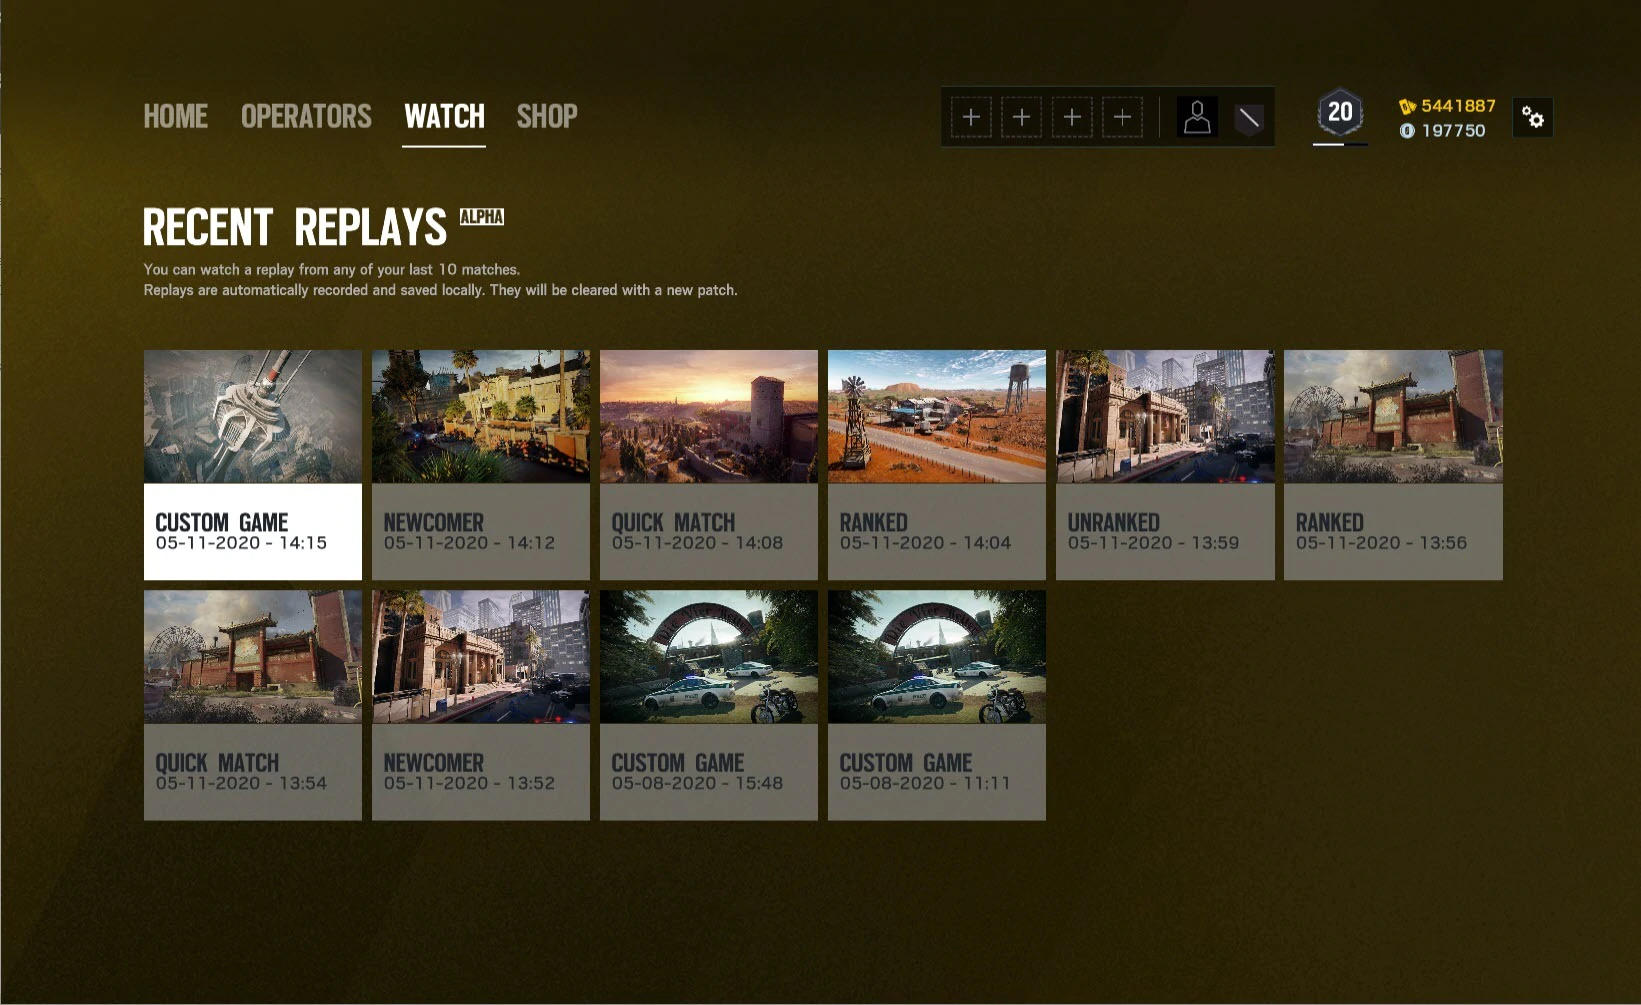 HOME OPERATORS WATCH SHOP
20
5441887
197750
RECENT REPLAYS ALPHA
You can watch a replay from any of your last 10 matches.
Replays are automatically recorded and saved locally. They will be cleared with a new patch.
CUSTOM GAME
05-11-2020 - 14:15
NEWCOMER
05-11-2020 - 14:12
QUICK MATCH
05-11-2020 - 14:08
RANKED
05-11-2020 - 14:04
UNRANKED
05-11-2020 - 13:59
RANKED
05-11-2020 - 13:56
QUICK MATCH
05-11-2020 - 13:54
NEWCOMER
05-11-2020 - 13:52
CUSTOM GAME
05-08-2020 - 15:48
CUSTOM GAME
05-08-2020 - 11:11